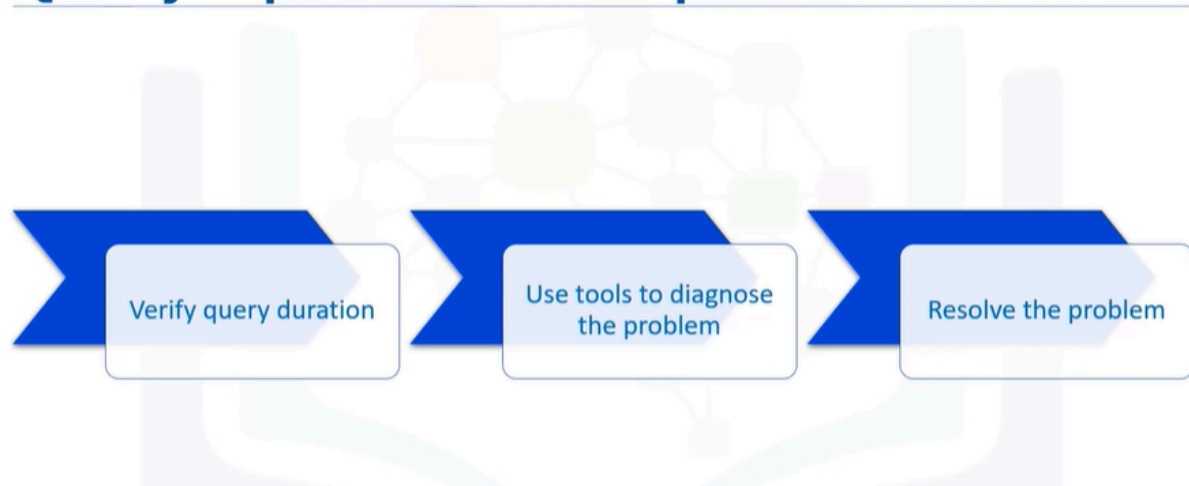 Verify query duration
Use tools to diagnose
the problem
Resolve the problem